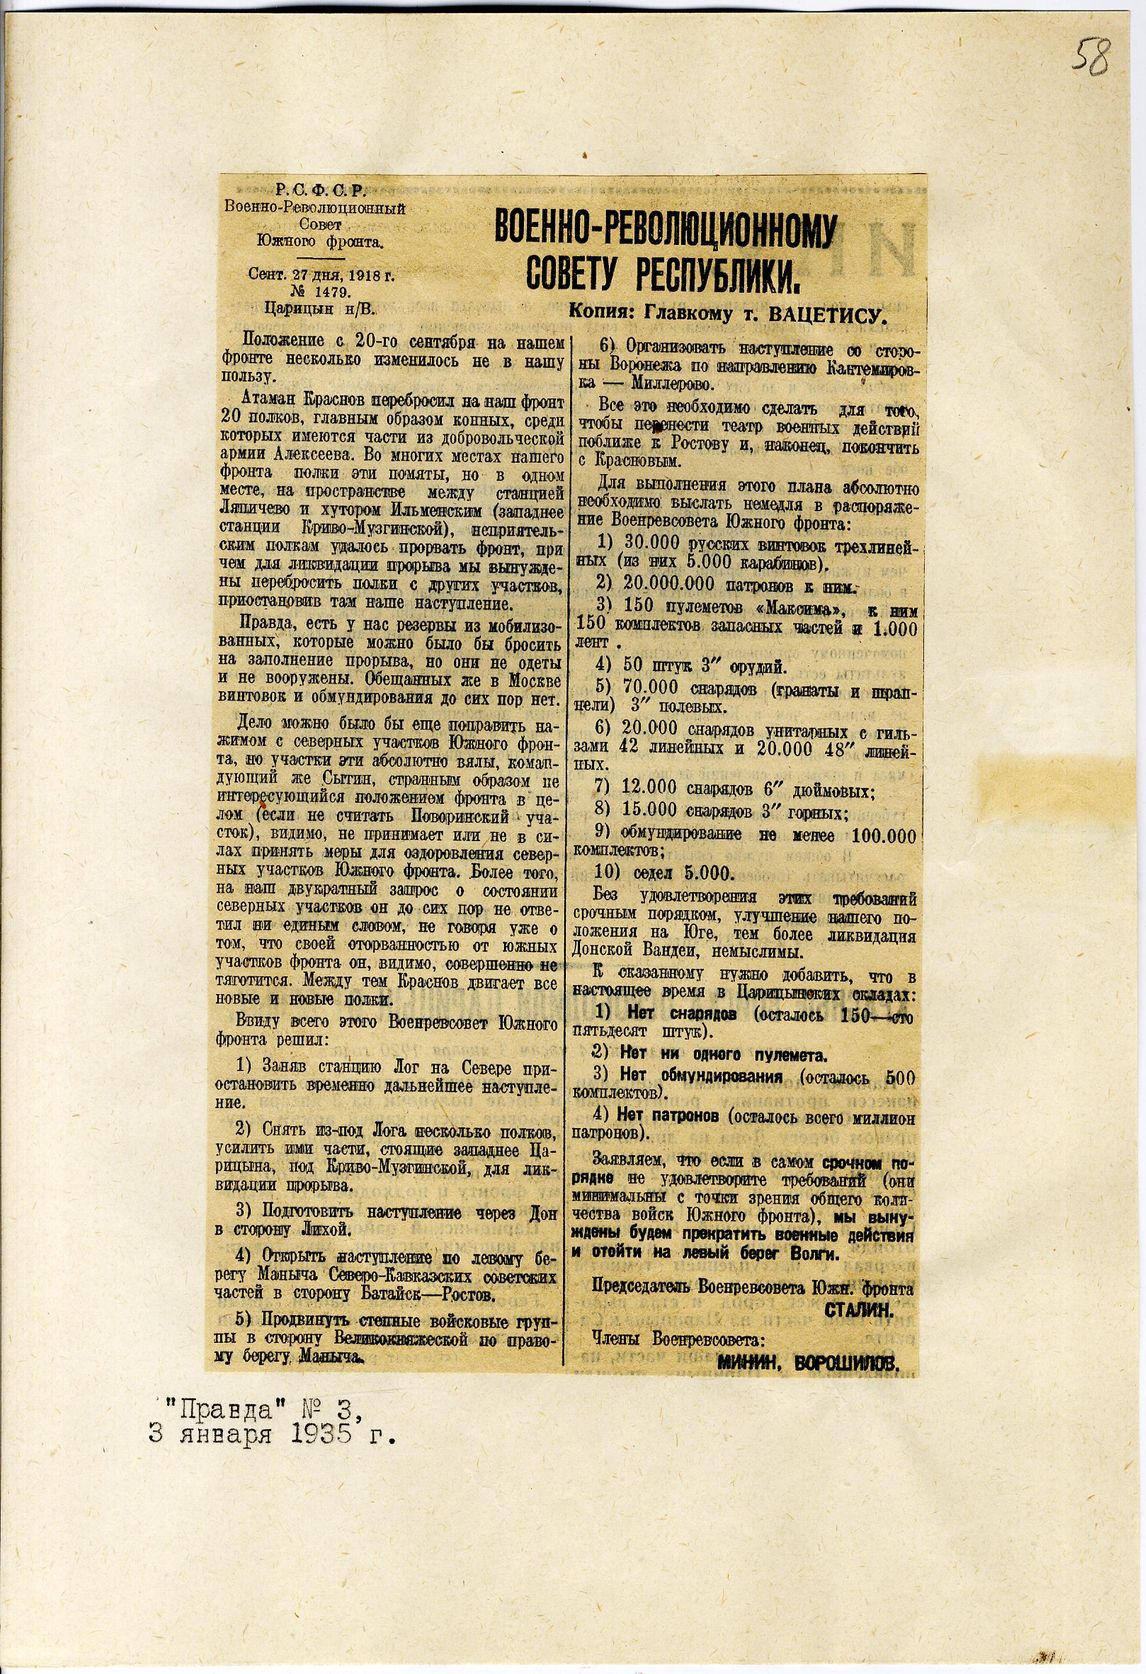 58
Р. С. Ф. С. Р.
Военно-Революционный
Совет
Южного фронта.
Сент. 27 дня, 1918 г.
№ 1479.
Царицын н/В.
ВОЕННО-РЕВОЛЮЦИОННОМУ
СОВЕТУ РЕСПУБЛИКИ.
Копия: Главкому т. ВАЦЕТИСУ.
Положение с 20-го сентября на нашем
фронте несколько изменилось не в нашу
пользу.
Атаман Краснов перебросил на наш фронт
20 полков, главным образом конных, среди
которых имеются части из добровольческой
армии Алексеева. Во многих местах нашего
фронта полки эти помяты, но в одном
месте, на пространстве между станцией
Ляпичево и хутором Ильменским (западнее
станции Криво-Музгинской), неприятель-
ским полкам удалось прорвать фронт, при
чем для ликвидации прорыва мы вынужде-
ны перебросить полки с других участков,
приостановив там наше наступление.
Правда, есть у нас резервы из мобилизо-
ванных, которые можно было бы бросить
на заполнение прорыва, но они не одеты
и не вооружены. Обещанных же в Москве
винтовок и обмундирования до сих пор нет.
Дело можно было бы еще поправить на-
жимом с северных участков Южного фрон-
та, но участки эти абсолютно вялы, коман-
дующий же Сытин, странным образом не
интересующийся положением фронта в це-
лом (если не считать Поворинский уча-
сток), видимо, не принимает или не в си-
лах принять меры для оздоровления север-
ных участков Южного фронта. Более того,
на наш двукратный запрос о состоянии
северных участков он до сих пор не отве-
тил ни единым словом, не говоря уже о
том, что своей оторванностью от южных
участков фронта он, видимо, совершенно не
тяготится. Между тем Краснов двигает все
новые и новые полки.
Ввиду всего этого Военревсовет Южного
фронта решил:
1) Заняв станцию Лог на Севере при-
остановить временно дальнейшее наступле-
ние.
2) Снять из-под Лога несколько полков,
усилить ими части, стоящие западнее Ца-
рицына, под Криво-Музгинской, для лик-
видации прорыва.
3) Подготовить наступление через Дон
в сторону Лихой.
4) Открыть наступление по левому бе-
регу Маныча Северо-Кавказских советских
частей в сторону Батайск—Ростов.
5) Продвинуть степные войсковые груп-
пы в сторону Великокняжеской по право-
му берегу Маныча.
6) Организовать наступление со сторо-
ны Воронежа по направлению Кантемиров-
ка — Миллерово.
Все это необходимо сделать для того,
чтобы перенести театр военных действий
поближе к Ростову и, наконец, покончить
с Красновым.
Для выполнения этого плана абсолютно
необходимо выслать немедля в распоряже-
ние Военревсовета Южного фронта:
1) 30.000 русских винтовок трехлиней-
ных (из них 5.000 карабинов).
2) 20.000.000 патронов к ним.
3) 150 пулеметов «Максима», к ним
150 комплектов запасных частей и 1.000
лент .
4) 50 штук 3″ орудий.
5) 70.000 снарядов (гранаты и шрап-
нели) 3″ полевых.
6) 20.000 снарядов унитарных с гиль-
зами 42 линейных и 20.000 48″ линей-
ных.
7) 12.000 снарядов 6″ дюймовых;
8) 15.000 снарядов 3″ горных;
9) обмундирование не менее 100.000
комплектов;
10) седел 5.000.
Без удовлетворения этих требований
срочным порядком, улучшение нашего по-
ложения на Юге, тем более ликвидация
Донской Вандеи, немыслимы.
К сказанному нужно добавить, что в
настоящее время в Царицынских складах:
1) Нет снарядов (осталось 150—сто
пятьдесят штук).
2) Нет ни одного пулемета.
3) Нет обмундирования (осталось 500
комплектов).
4) Нет патронов (осталось всего миллион
патронов).
Заявляем, что если в самом срочном по-
рядке не удовлетворите требований (они
минимальны с точки зрения общего коли-
чества войск Южного фронта), мы выну-
ждены будем прекратить военные действия
и отойти на левый берег Волги.
Председатель Военревсовета Южн. фронта
СТАЛИН.
Члены Военревсовета:
МИНИН, ВОРОШИЛОВ.
"Правда" № 3,
3 января 1935 г.